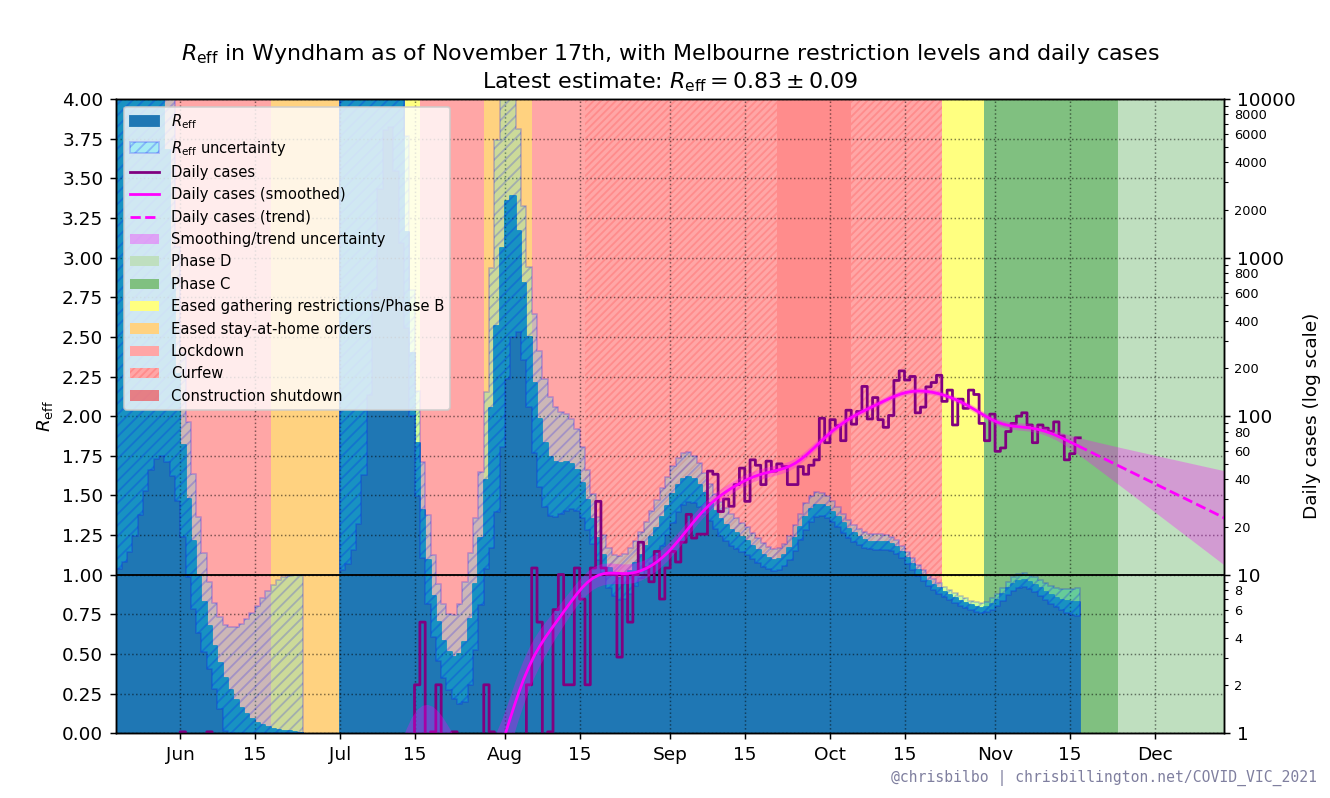 R_eff in Wyndham as of November 17th, with Melbourne restriction levels and daily cases
Latest estimate: R_eff = 0.83 ± 0.09
R_eff
R_eff uncertainty
Daily cases
Daily cases (smoothed)
Daily cases (trend)
Smoothing/trend uncertainty
Phase D
Phase C
Eased gathering restrictions/Phase B
Eased stay-at-home orders
Lockdown
Curfew
Construction shutdown
R_eff
4.00
3.75
3.50
3.25
3.00
2.75
2.50
2.25
2.00
1.75
1.50
1.25
1.00
0.75
0.50
0.25
0.00
10000
8000
6000
4000
2000
1000
800
600
400
200
100
80
60
40
20
10
8
6
4
2
1
Daily cases (log scale)
Jun 15 Jul 15 Aug 15 Sep 15 Oct 15 Nov 15 Dec
@chrisbilbo | chrisbillington.net/COVID_VIC_2021